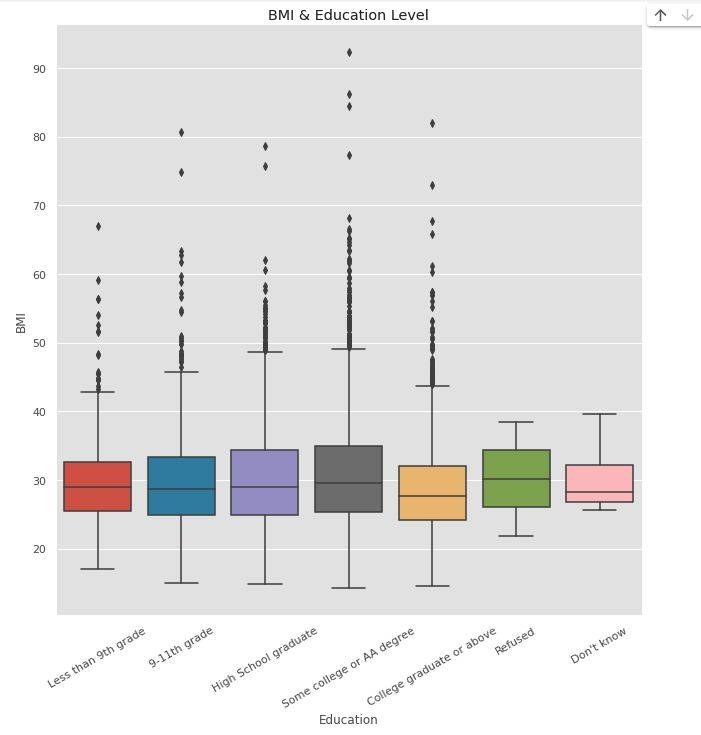 BMI & Education Level
90
80
70
60
50
40
30
20
BMI
Less than 9th grade
9-11th grade
High School graduate
Some college or AA degree
College graduate or above
Refused
Don't know
Education